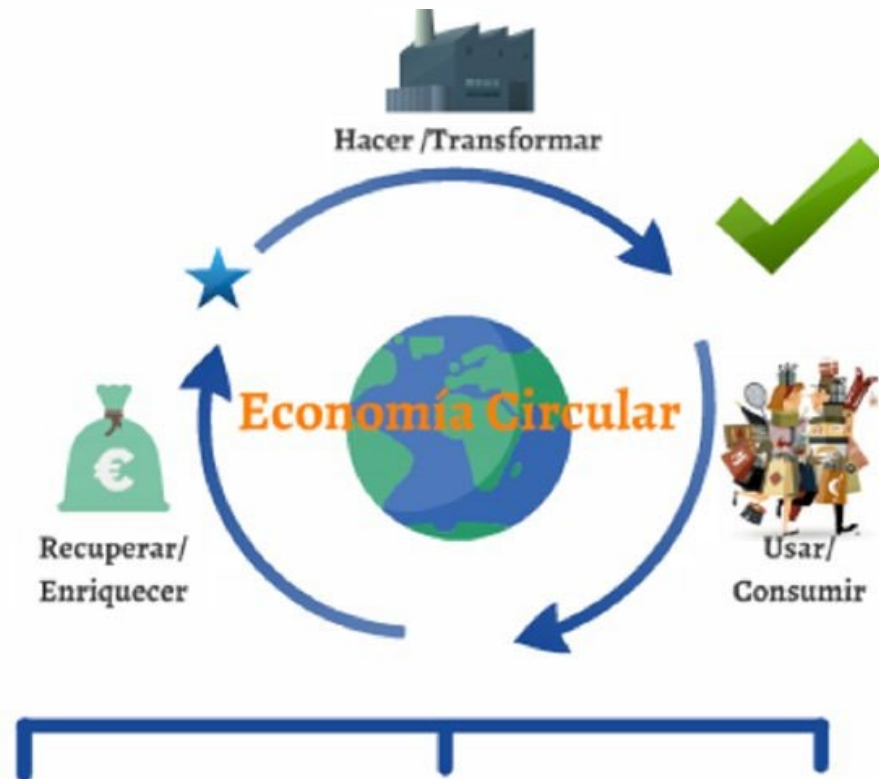 Hacer /Transformar
Economía Circular
€
Recuperar/
Enriquecer
Usar/
Consumir